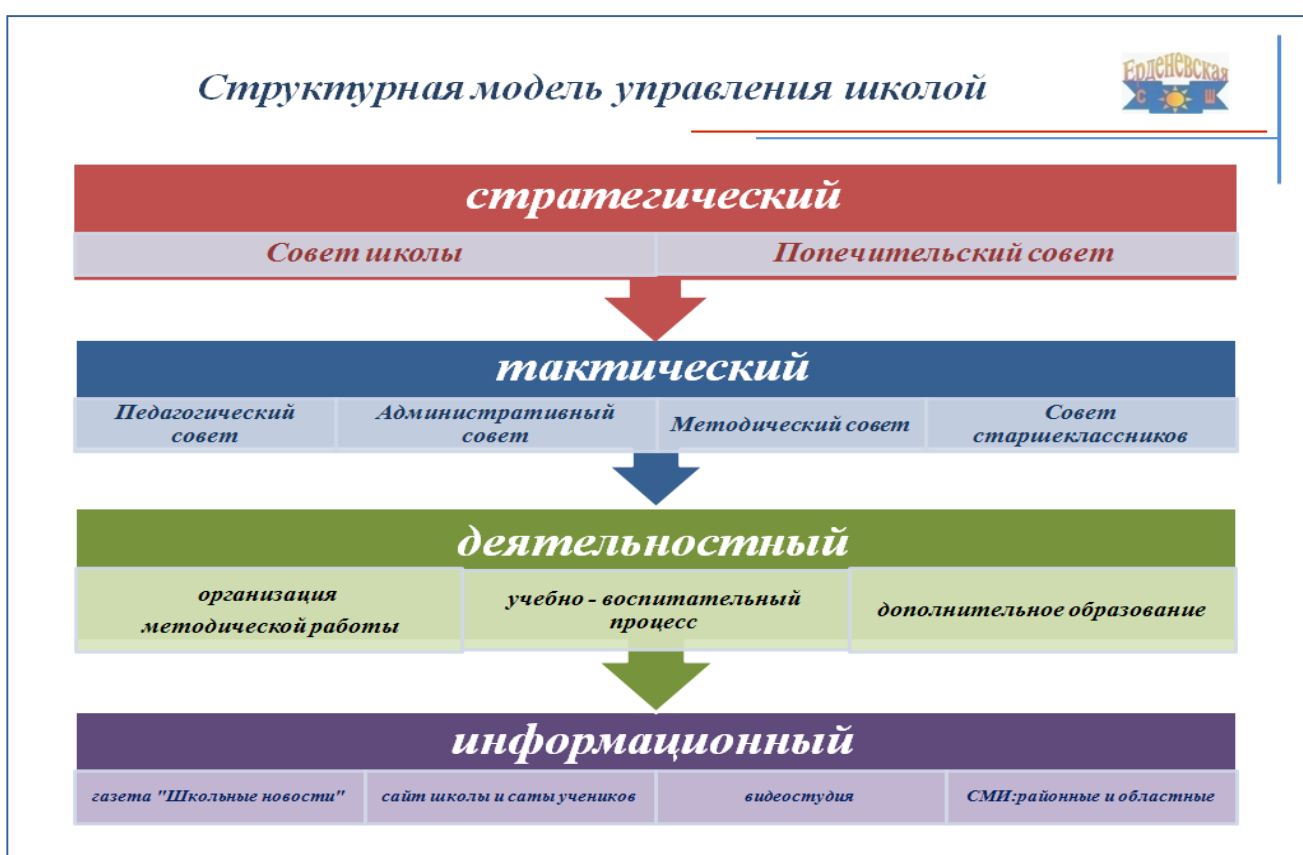 Структурная модель управления школой
Ерденевская
С Ш
стратегический
Совет школы
Попечительский совет
тактический
Педагогический
совет
Административный
совет
Методический совет
Совет
старшеклассников
деятельностный
организация
методической работы
учебно - воспитательный
процесс
дополнительное образование
информационный
газета "Школьные новости"
сайт школы и саты учеников
видеостудия
СМИ:районные и областные